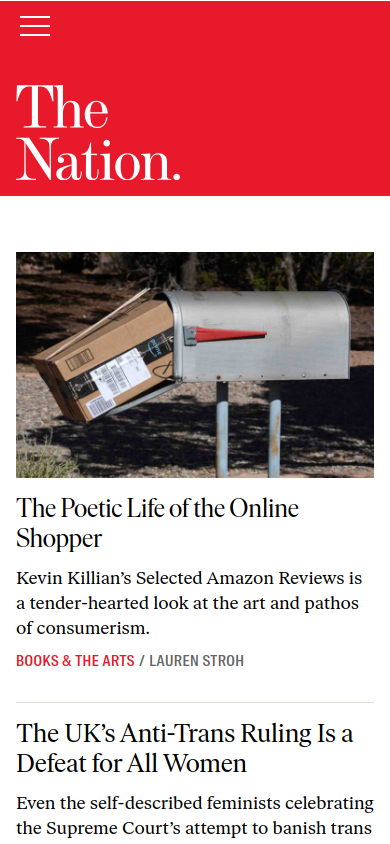 The
Nation.
The Poetic Life of the Online
Shopper
Kevin Killian’s Selected Amazon Reviews is
a tender-hearted look at the art and pathos
of consumerism.
BOOKS & THE ARTS / LAUREN STROH
The UK’s Anti-Trans Ruling Is a
Defeat for All Women
Even the self-described feminists celebrating
the Supreme Court’s attempt to banish trans